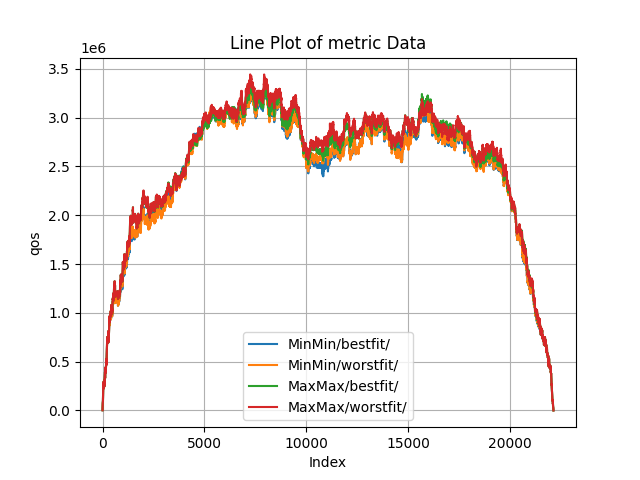 Line Plot of metric Data
1e6
3.5
3.0
2.5
2.0
1.5
1.0
0.5
0.0
qos
MinMin/bestfit/
MinMin/worstfit/
MaxMax/bestfit/
MaxMax/worstfit/
0 5000 10000 15000 20000
Index